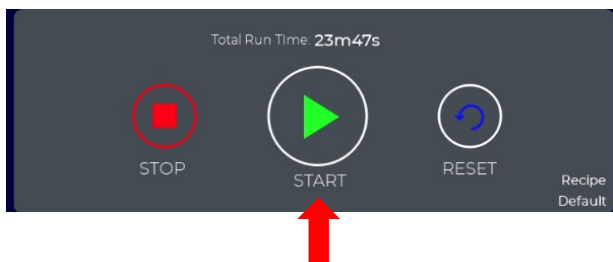 Total Run TIme: 23m47s
STOP
START
RESET
Recipe
Default